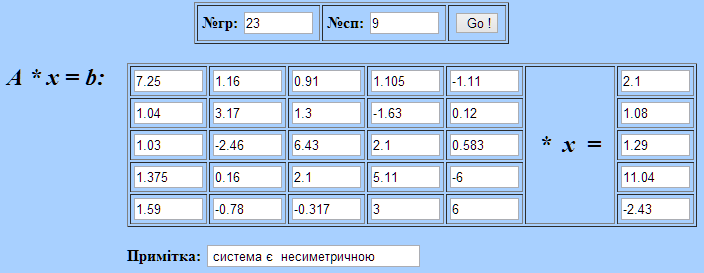 №гр: 23 №сп: 9 Go !
A * x = b:
7.25 1.16 0.91 1.105 -1.11 2.1
1.04 3.17 1.3 -1.63 0.12 1.08
1.03 -2.46 6.43 2.1 0.583 * x = 1.29
1.375 0.16 2.1 5.11 -6 11.04
1.59 -0.78 -0.317 3 6 -2.43
Примітка: система є несиметричною